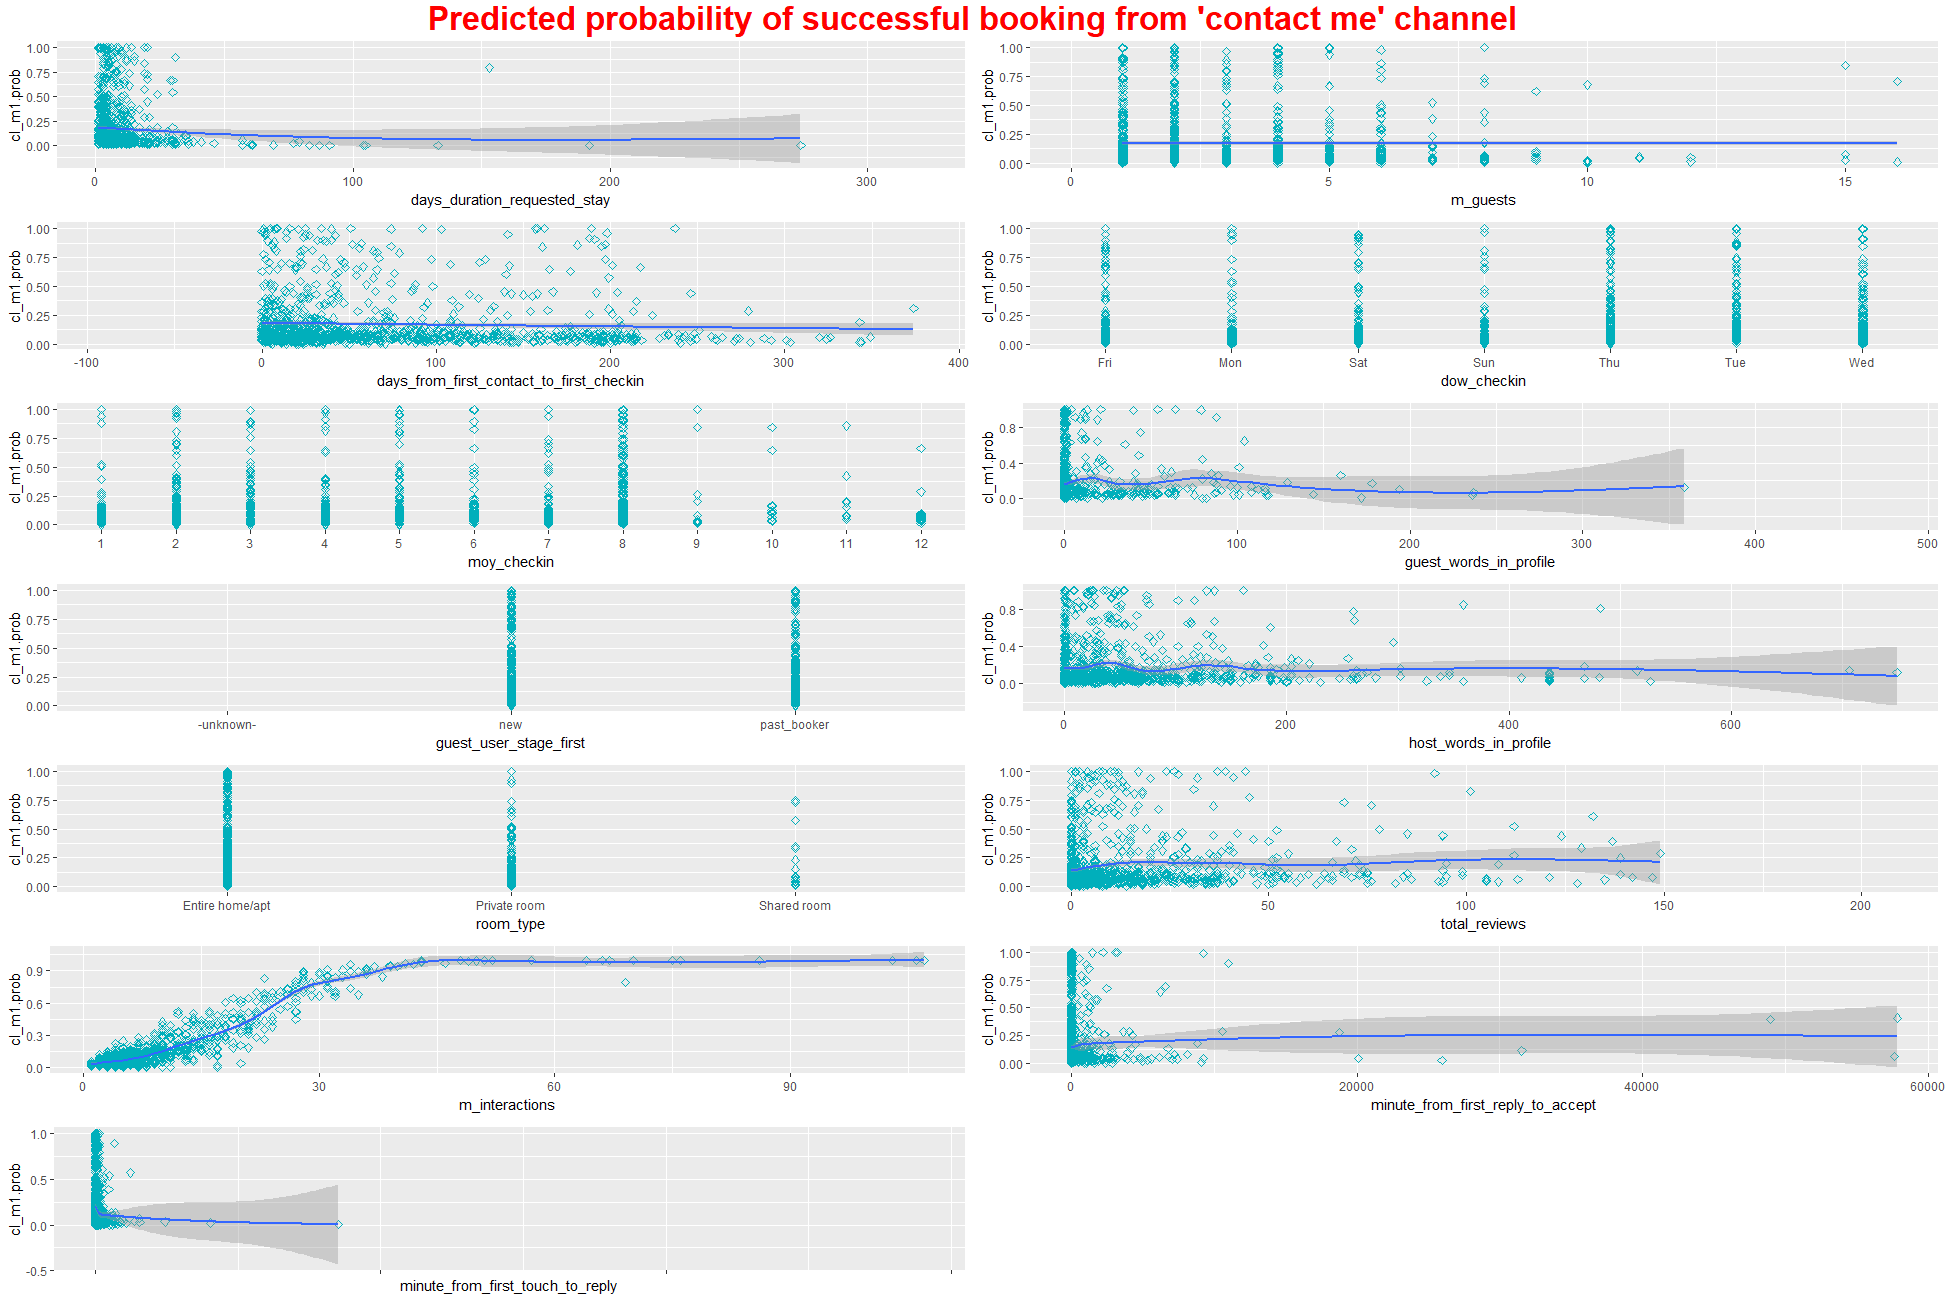 Predicted probability of successful booking from 'contact me' channel
cl_m1.prob
1.00
0.75
0.50
0.25
0.00
0
100
200
300
days_duration_requested_stay
cl_m1.prob
1.00
0.75
0.50
0.25
0.00
0
5
10
15
m_guests
cl_m1.prob
1.00
0.75
0.50
0.25
0.00
-100
0
100
200
300
400
days_from_first_contact_to_first_checkin
cl_m1.prob
1.00
0.75
0.50
0.25
0.00
Fri
Mon
Sat
Sun
Thu
Tue
Wed
dow_checkin
cl_m1.prob
1.00
0.75
0.50
0.25
0.00
1
2
3
4
5
6
7
8
9
10
11
12
moy_checkin
cl_m1.prob
0.8
0.4
0.0
0
100
200
300
400
500
guest_words_in_profile
cl_m1.prob
1.00
0.75
0.50
0.25
0.00
-unknown-
new
past_booker
guest_user_stage_first
cl_m1.prob
0.8
0.4
0.0
0
200
400
600
host_words_in_profile
cl_m1.prob
1.00
0.75
0.50
0.25
0.00
Entire home/apt
Private room
Shared room
room_type
cl_m1.prob
1.00
0.75
0.50
0.25
0.00
0
50
100
150
200
total_reviews
cl_m1.prob
0.9
0.6
0.3
0.0
0
30
60
90
m_interactions
cl_m1.prob
1.00
0.75
0.50
0.25
0.00
0
20000
40000
60000
minute_from_first_reply_to_accept
cl_m1.prob
1.0
0.5
0.0
-0.5
minute_from_first_touch_to_reply